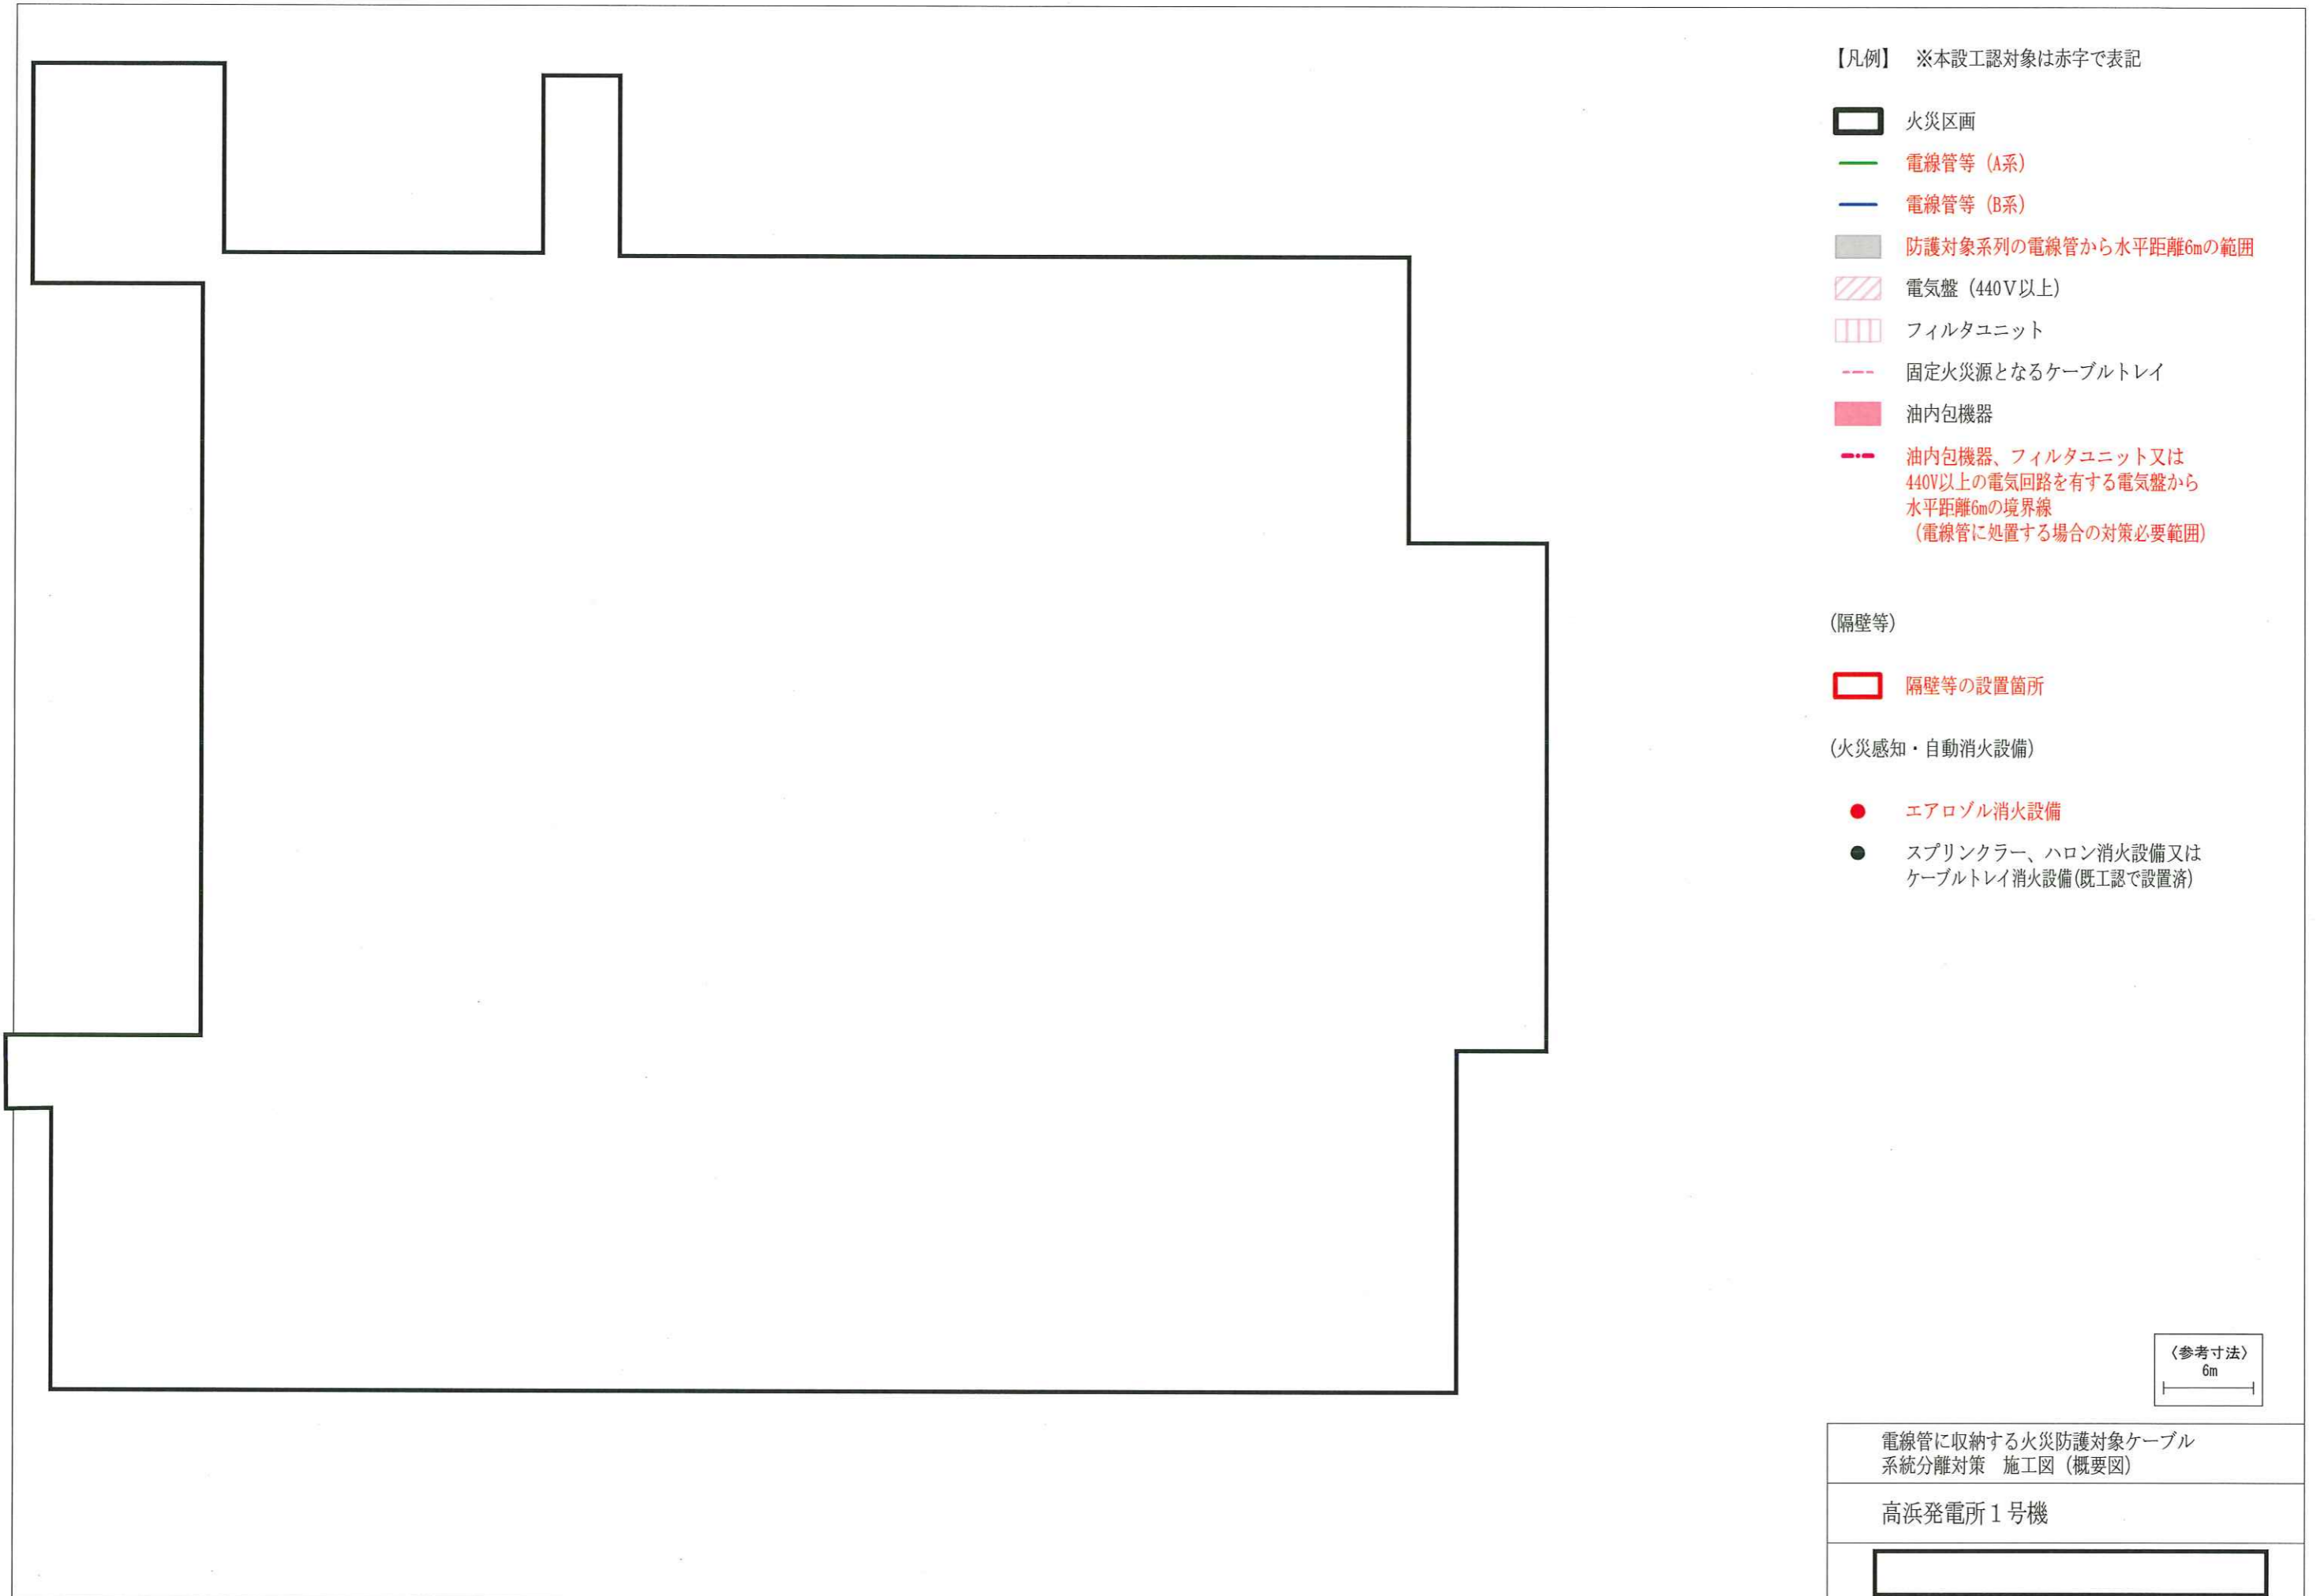 【凡例】　※本設工認対象は赤字で表記
火災区画
電線管等（A系）
電線管等（B系）
防護対象系列の電線管から水平距離6mの範囲
電気盤（440V以上）
フィルタユニット
固定火災源となるケーブルトレイ
油内包機器
油内包機器、フィルタユニット又は
440V以上の電気回路を有する電気盤から
水平距離6mの境界線
（電線管に処置する場合の対策必要範囲）
(隔壁等)
隔壁等の設置箇所
(火災感知・自動消火設備)
エアロゾル消火設備
スプリンクラー、ハロン消火設備又は
ケーブルトレイ消火設備(既工認で設置済)
〈参考寸法〉
6m
電線管に収納する火災防護対象ケーブル
系統分離対策　施工図（概要図）
高浜発電所１号機